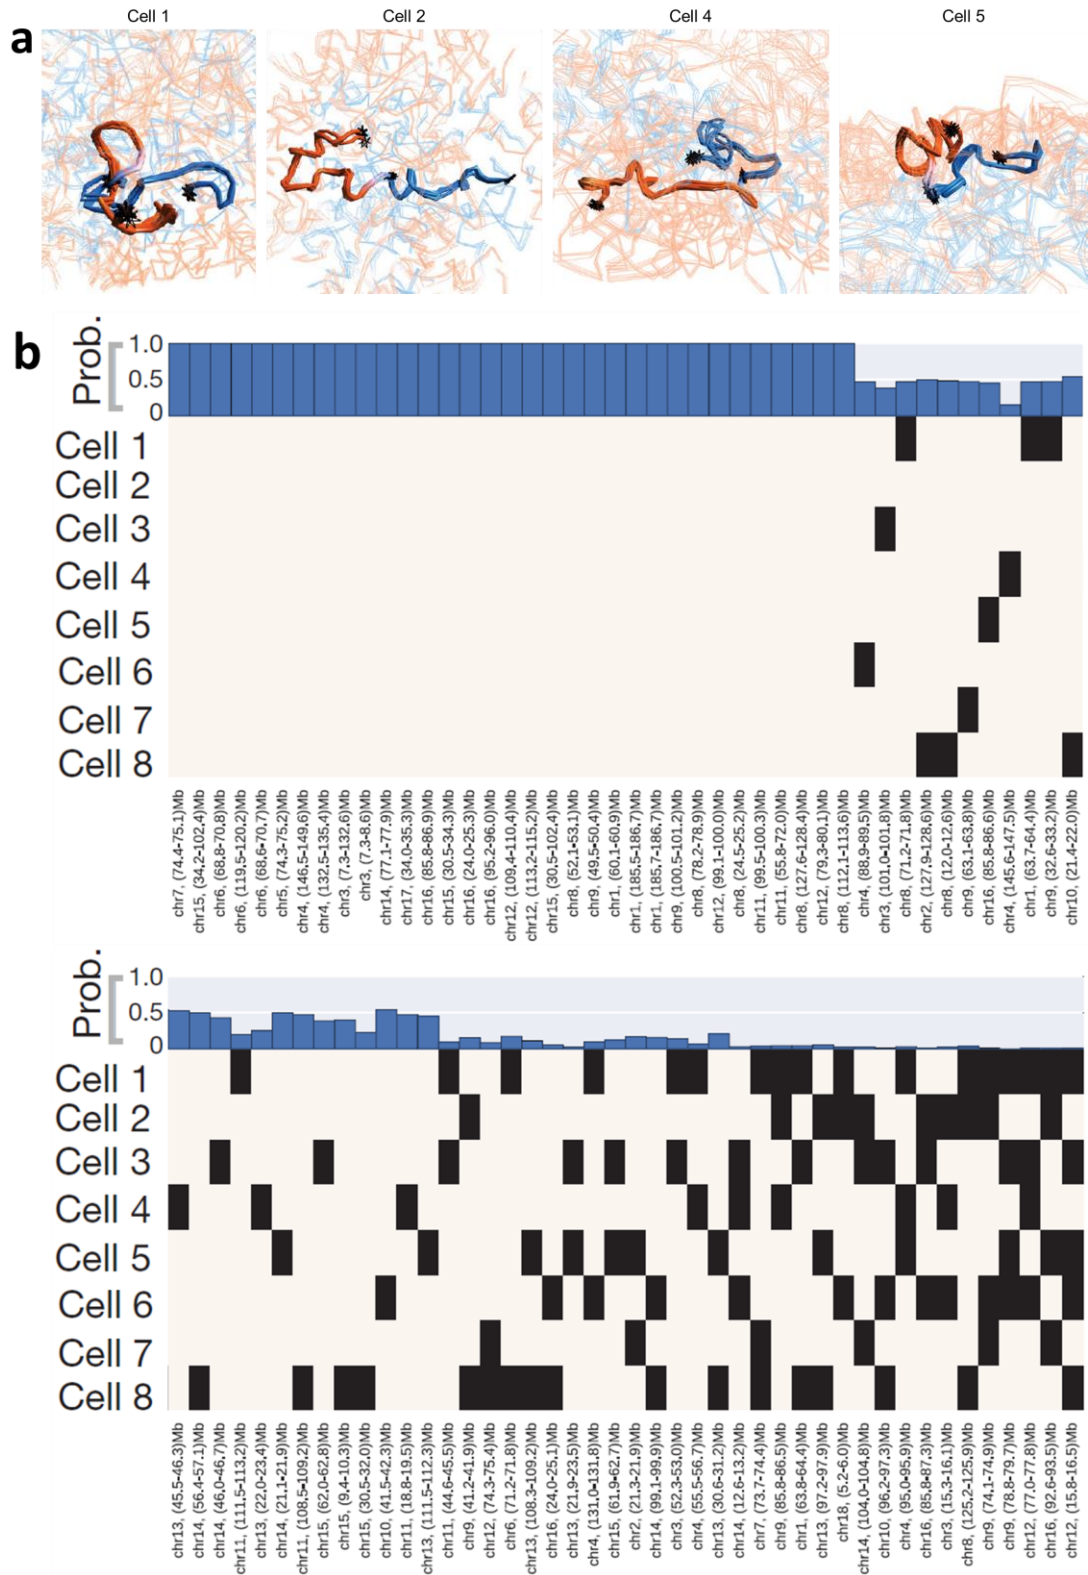 Cell 1 Cell 2 Cell 4 Cell 5
a
b
Prob.
1.0
0.5
0
Cell 1
Cell 2
Cell 3
Cell 4
Cell 5
Cell 6
Cell 7
Cell 8
chr7, (74.4-75.1)Mb
chr15, (34.2-102.4)Mb
chr6, (68.8-70.8)Mb
chr6, (119.5-120.2)Mb
chr6, (68.6-70.7)Mb
chr5, (74.3-75.2)Mb
chr4, (146.5-149.6)Mb
chr4, (132.5-135.4)Mb
chr3, (7.3-132.6)Mb
chr3, (7.3-8.6)Mb
chr14, (77.1-77.9)Mb
chr17, (34.0-35.3)Mb
chr16, (85.8-86.9)Mb
chr15, (30.5-34.3)Mb
chr16, (24.0-25.3)Mb
chr16, (95.2-96.0)Mb
chr12, (109.4-110.4)Mb
chr12, (113.2-115.2)Mb
chr15, (30.5-102.4)Mb
chr8, (52.1-53.1)Mb
chr9, (49.5-50.4)Mb
chr1, (60.1-60.9)Mb
chr1, (185.5-186.7)Mb
chr1, (185.7-186.7)Mb
chr9, (100.5-101.2)Mb
chr8, (78.2-78.9)Mb
chr12, (99.1-100.0)Mb
chr8, (24.5-25.2)Mb
chr11, (99.5-100.3)Mb
chr11, (55.8-72.0)Mb
chr8, (127.6-128.4)Mb
chr12, (79.3-80.1)Mb
chr8, (112.1-113.6)Mb
chr4, (88.9-89.5)Mb
chr3, (101.0-101.8)Mb
chr8, (71.2-71.8)Mb
chr2, (127.9-128.6)Mb
chr8, (12.0-12.6)Mb
chr9, (63.1-63.8)Mb
chr16, (85.8-86.6)Mb
chr4, (145.6-147.5)Mb
chr1, (63.7-64.4)Mb
chr9, (32.6-33.2)Mb
chr10, (21.4-22.0)Mb
Prob.
1.0
0.5
0
Cell 1
Cell 2
Cell 3
Cell 4
Cell 5
Cell 6
Cell 7
Cell 8
chr13, (45.5-46.3)Mb
chr14, (56.4-57.1)Mb
chr14, (46.0-46.7)Mb
chr11, (111.5-113.2)Mb
chr13, (22.0-23.4)Mb
chr14, (21.1-21.9)Mb
chr11, (108.5-109.2)Mb
chr15, (62.0-62.8)Mb
chr15, (9.4-10.3)Mb
chr15, (30.5-32.0)Mb
chr10, (41.5-42.3)Mb
chr11, (18.8-19.5)Mb
chr13, (111.5-112.3)Mb
chr11, (44.6-45.5)Mb
chr9, (41.2-41.9)Mb
chr12, (74.3-75.4)Mb
chr6, (71.2-71.8)Mb
chr13, (108.3-109.2)Mb
chr16, (24.0-25.1)Mb
chr13, (21.9-23.5)Mb
chr4, (131.0-131.8)Mb
chr15, (61.9-62.7)Mb
chr2, (21.3-21.9)Mb
chr14, (99.1-99.9)Mb
chr3, (52.3-53.0)Mb
chr4, (55.5-56.7)Mb
chr13, (30.6-31.2)Mb
chr14, (12.6-13.2)Mb
chr7, (73.7-74.4)Mb
chr9, (85.8-86.5)Mb
chr1, (63.8-64.4)Mb
chr13, (97.2-97.9)Mb
chr18, (5.2-6.0)Mb
chr14, (104.0-104.8)Mb
chr10, (96.2-97.3)Mb
chr4, (95.0-95.9)Mb
chr16, (85.8-87.3)Mb
chr3, (15.3-16.1)Mb
chr8, (125.2-125.9)Mb
chr9, (74.1-74.9)Mb
chr9, (78.8-79.7)Mb
chr12, (77.0-77.8)Mb
chr16, (92.6-93.5)Mb
chr12, (15.8-16.5)Mb